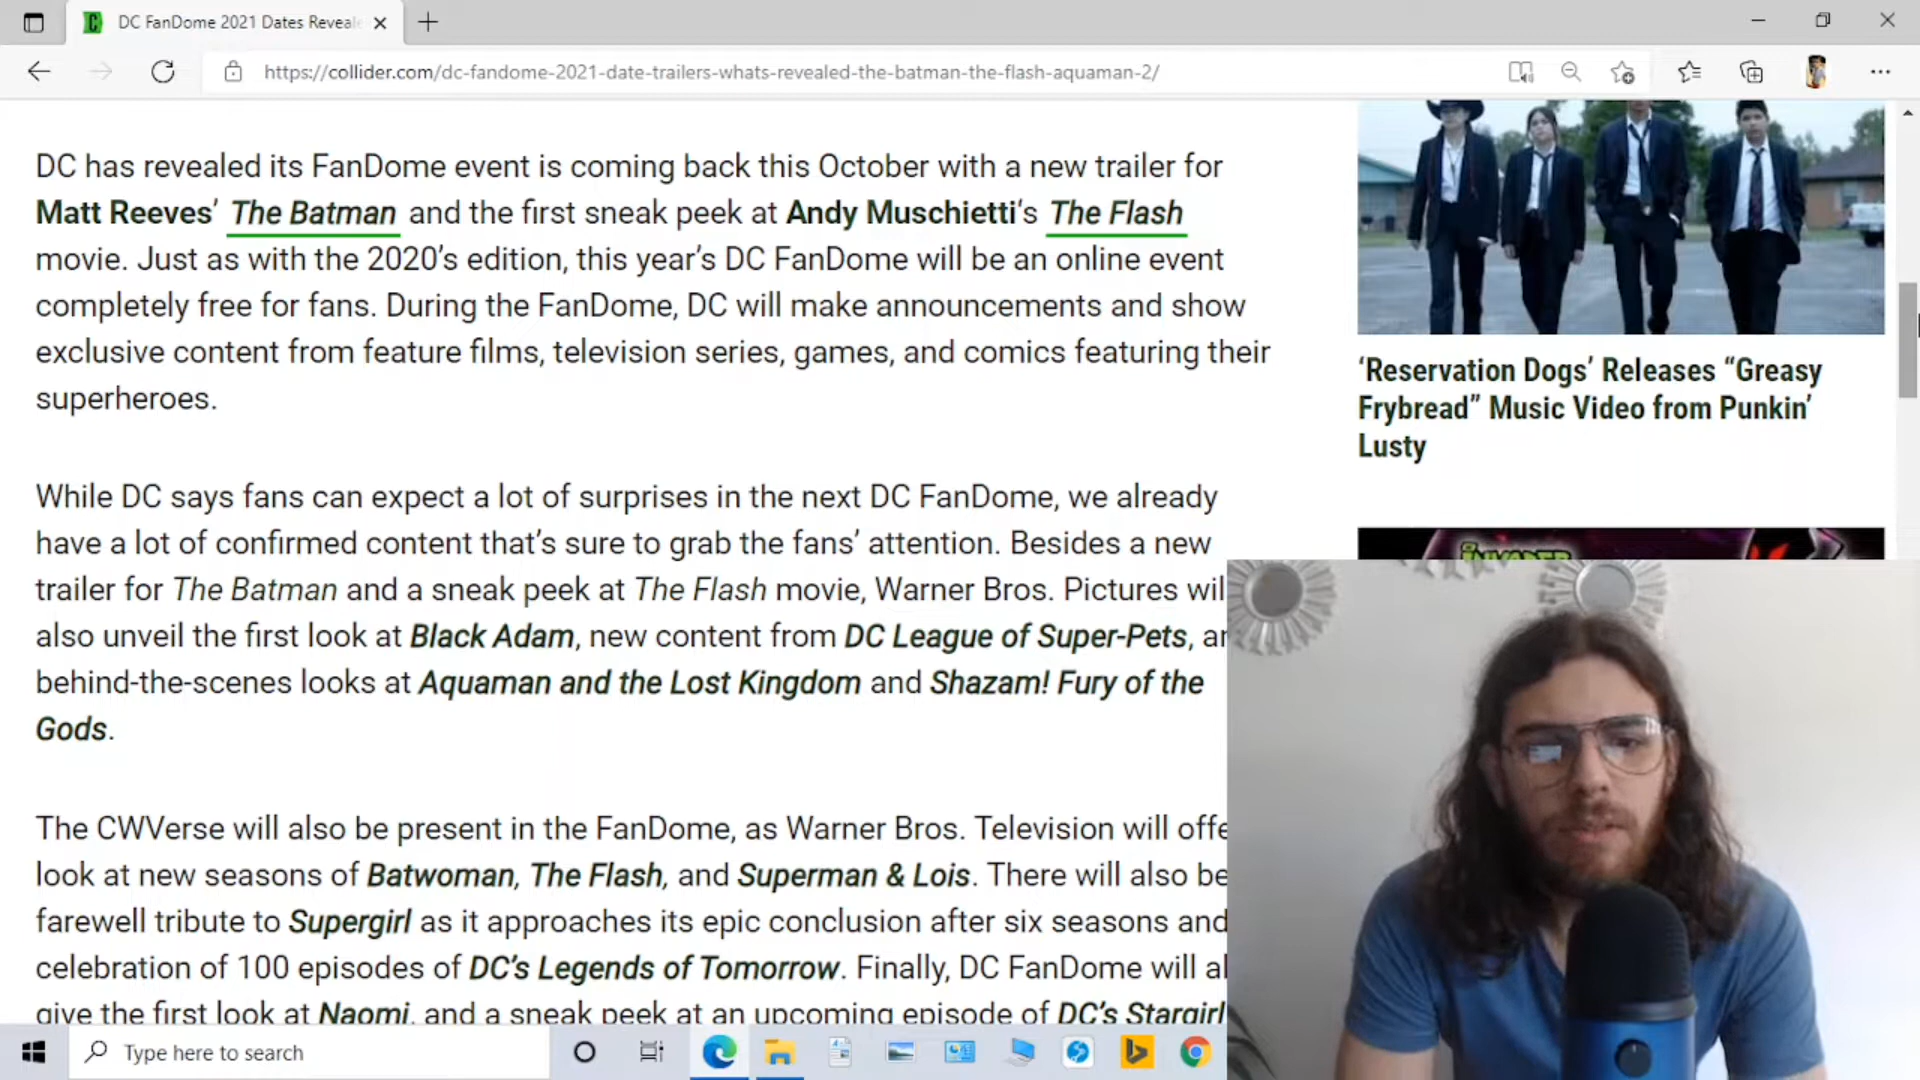 DC FanDome 2021 Dates Reveale
https://collider.com/dc-fandome-2021-date-trailers-whats-revealed-the-batman-the-flash-aquaman-2/
DC has revealed its FanDome event is coming back this October with a new trailer for
Matt Reeves’ The Batman and the first sneak peek at Andy Muschietti‘s The Flash
movie. Just as with the 2020’s edition, this year’s DC FanDome will be an online event
completely free for fans. During the FanDome, DC will make announcements and show
exclusive content from feature films, television series, games, and comics featuring their
superheroes.
‘Reservation Dogs’ Releases “Greasy
Frybread” Music Video from Punkin’
Lusty
While DC says fans can expect a lot of surprises in the next DC FanDome, we already
have a lot of confirmed content that’s sure to grab the fans’ attention. Besides a new
trailer for The Batman and a sneak peek at The Flash movie, Warner Bros. Pictures wil
also unveil the first look at Black Adam, new content from DC League of Super-Pets, ar
behind-the-scenes looks at Aquaman and the Lost Kingdom and Shazam! Fury of the
Gods.
INVADER
The CWVerse will also be present in the FanDome, as Warner Bros. Television will offe
look at new seasons of Batwoman, The Flash, and Superman & Lois. There will also be
farewell tribute to Supergirl as it approaches its epic conclusion after six seasons and
celebration of 100 episodes of DC’s Legends of Tomorrow. Finally, DC FanDome will al
give the first look at Naomi, and a sneak peek at an upcoming episode of DC’s Stargirl
Type here to search